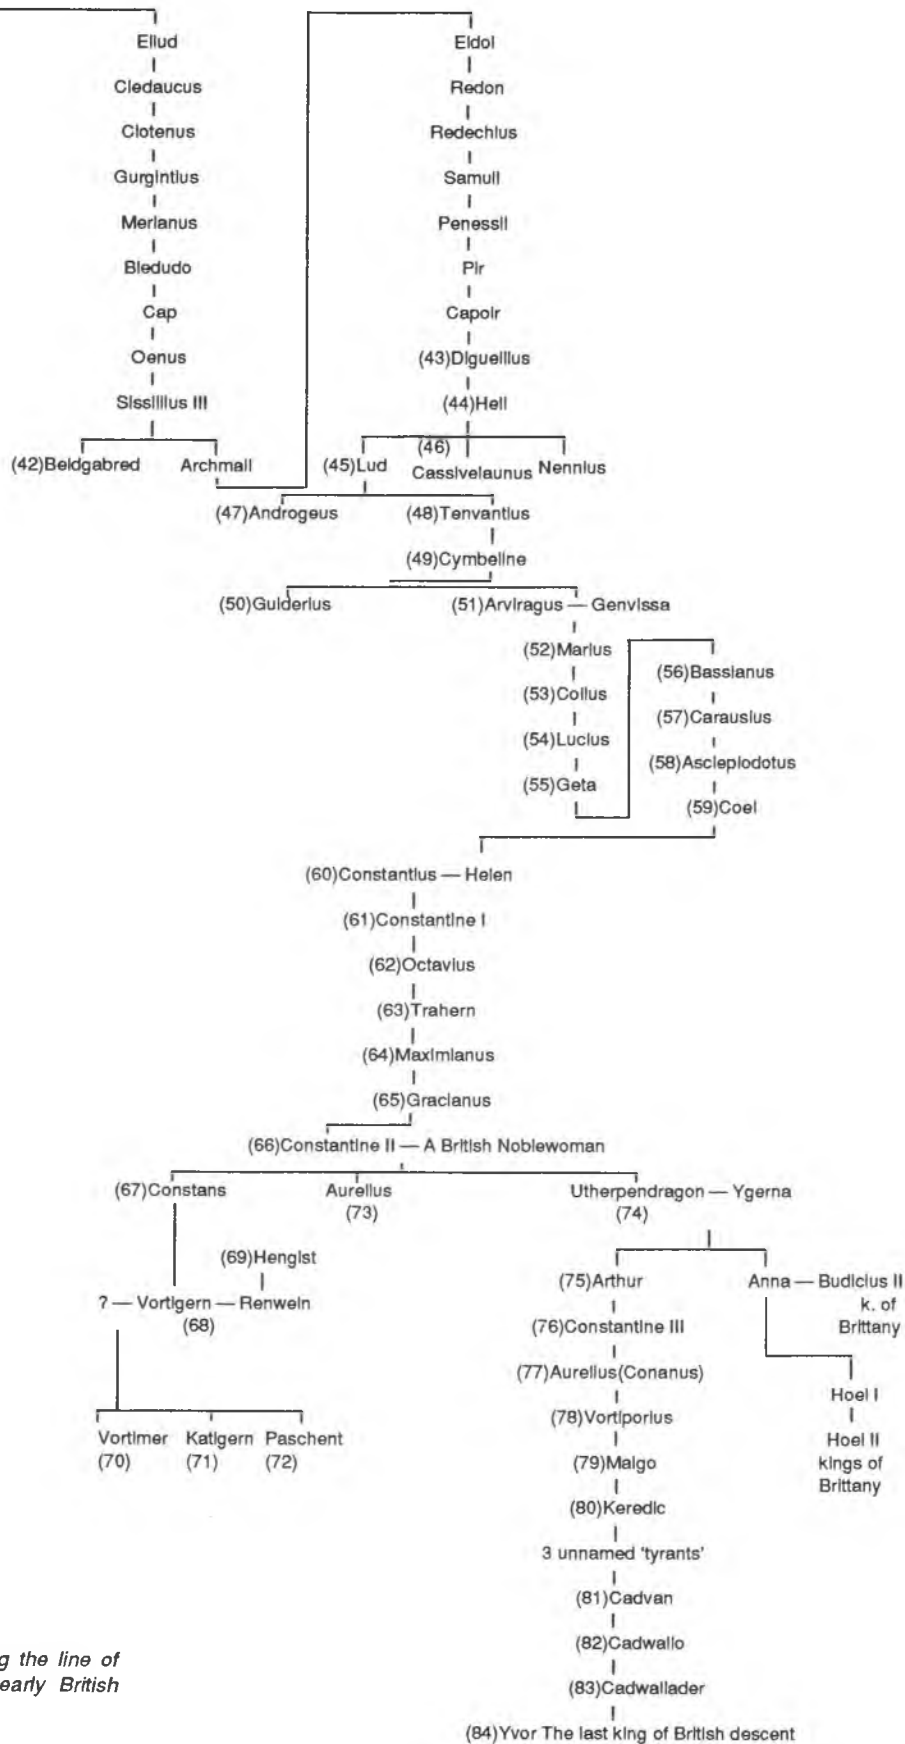 Ellud
Cledaucus
Clotenus
Gurgintius
Merianus
Bledudo
Cap
Oenus
Sissillius III
(42)Beldgabred Archmail
Eldol
Redon
Redechius
Samuil
Penessil
Pir
Capoir
(43)Digueillus
(44)Heli
(45)Lud (46) Cassivelaunus Nennius
(47)Androgeus (48)Tenvantius
(49)Cymbeline
(50)Guiderius (51)Arviragus — Genvissa
(52)Marius
(53)Coilus
(54)Lucius
(55)Geta
(56)Bassianus
(57)Carausius
(58)Asclepiodotus
(59)Coel
(60)Constantius — Helen
(61)Constantine I
(62)Octavius
(63)Trahern
(64)Maximianus
(65)Gracianus
(66)Constantine II — A British Noblewoman
(67)Constans Aurelius Utherpendragon — Ygerna
(73) (74)
(69)Hengist
? — Vortigern — Renwein
(68)
Vortimer Katigern Paschent
(70) (71) (72)
(75)Arthur Anna — Budicius II
k. of
Brittany
(76)Constantine III
(77)Aurelius(Conanus)
(78)Vortiporius
(79)Malgo
(80)Keredic
3 unnamed 'tyrants'
(81)Cadvan
(82)Cadwallo
(83)Cadwallader
(84)Yvor The last king of British descent
Hoel I
Hoel II
kings of
Brittany
g the line of
early British